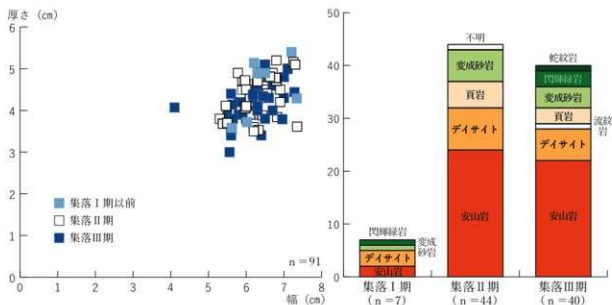 厚さ (cm)
6
5
4
3
2
1
0
0
1
2
3
4
5
6
7
8
幅 (cm)
集落Ⅰ期以前
集落Ⅱ期
集落Ⅲ期
n＝91
50
40
30
20
10
0
閃輝緑岩
変成
砂岩
デイサイト
安山岩
集落Ⅰ期
(n＝7)
不明
変成砂岩
頁岩
デイサイト
安山岩
集落Ⅱ期
(n＝44)
蛇紋岩
閃輝緑岩
変成砂岩
頁岩
流紋
岩
デイサイト
安山岩
集落Ⅲ期
(n＝40)